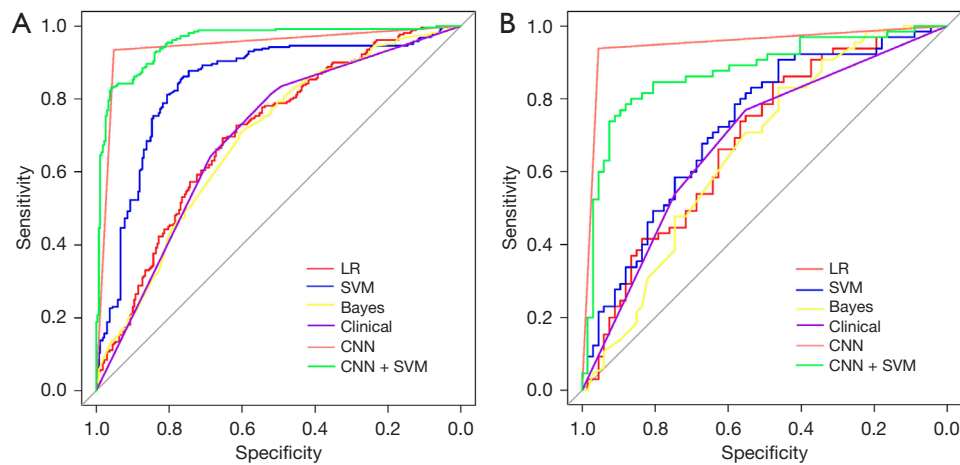 A
1.0
0.8
0.6
0.4
0.2
0.0
Sensitivity
LR
SVM
Bayes
Clinical
CNN
CNN + SVM
1.0 0.8 0.6 0.4 0.2 0.0
Specificity
B
1.0
0.8
0.6
0.4
0.2
0.0
Sensitivity
LR
SVM
Bayes
Clinical
CNN
CNN + SVM
1.0 0.8 0.6 0.4 0.2 0.0
Specificity